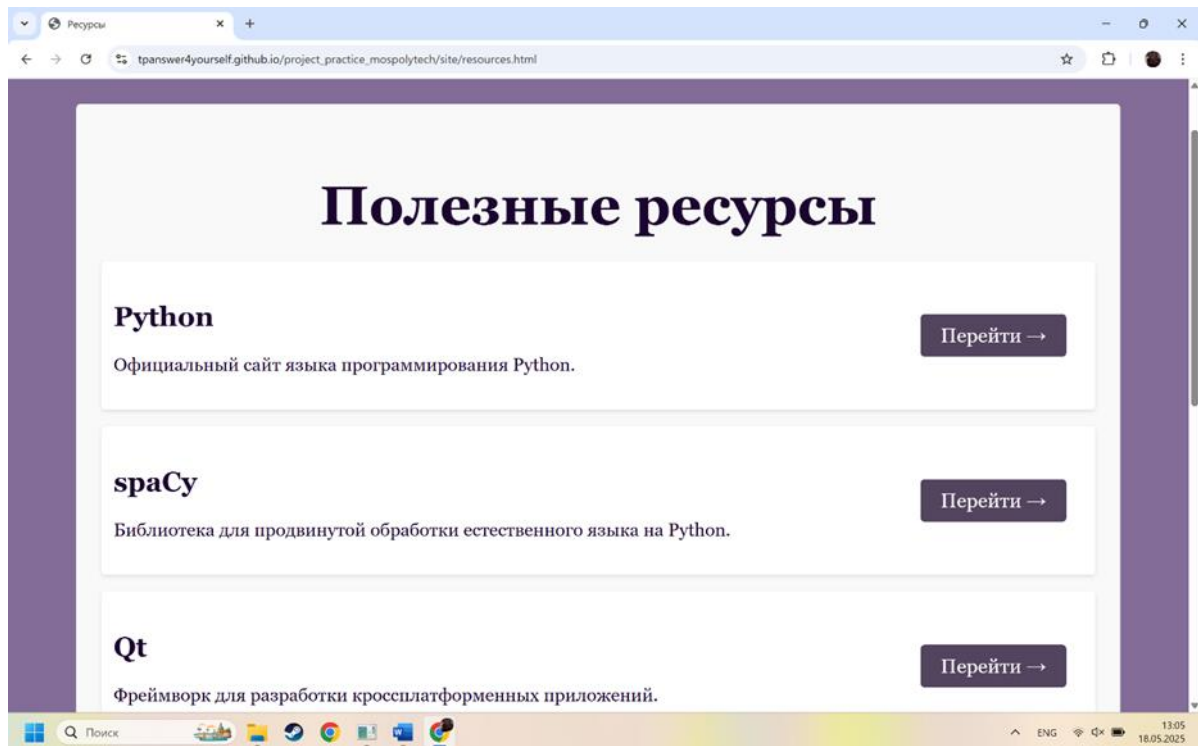 Ресурсы
tpanswer4yourself.github.io/project_practice_mospolytech/site/resources.html
Полезные ресурсы
Python
Официальный сайт языка программирования Python.
Перейти →
spaCy
Библиотека для продвинутой обработки естественного языка на Python.
Перейти →
Qt
Фреймворк для разработки кроссплатформенных приложений.
Перейти →
Поиск
ENG
13:05
18.05.2025